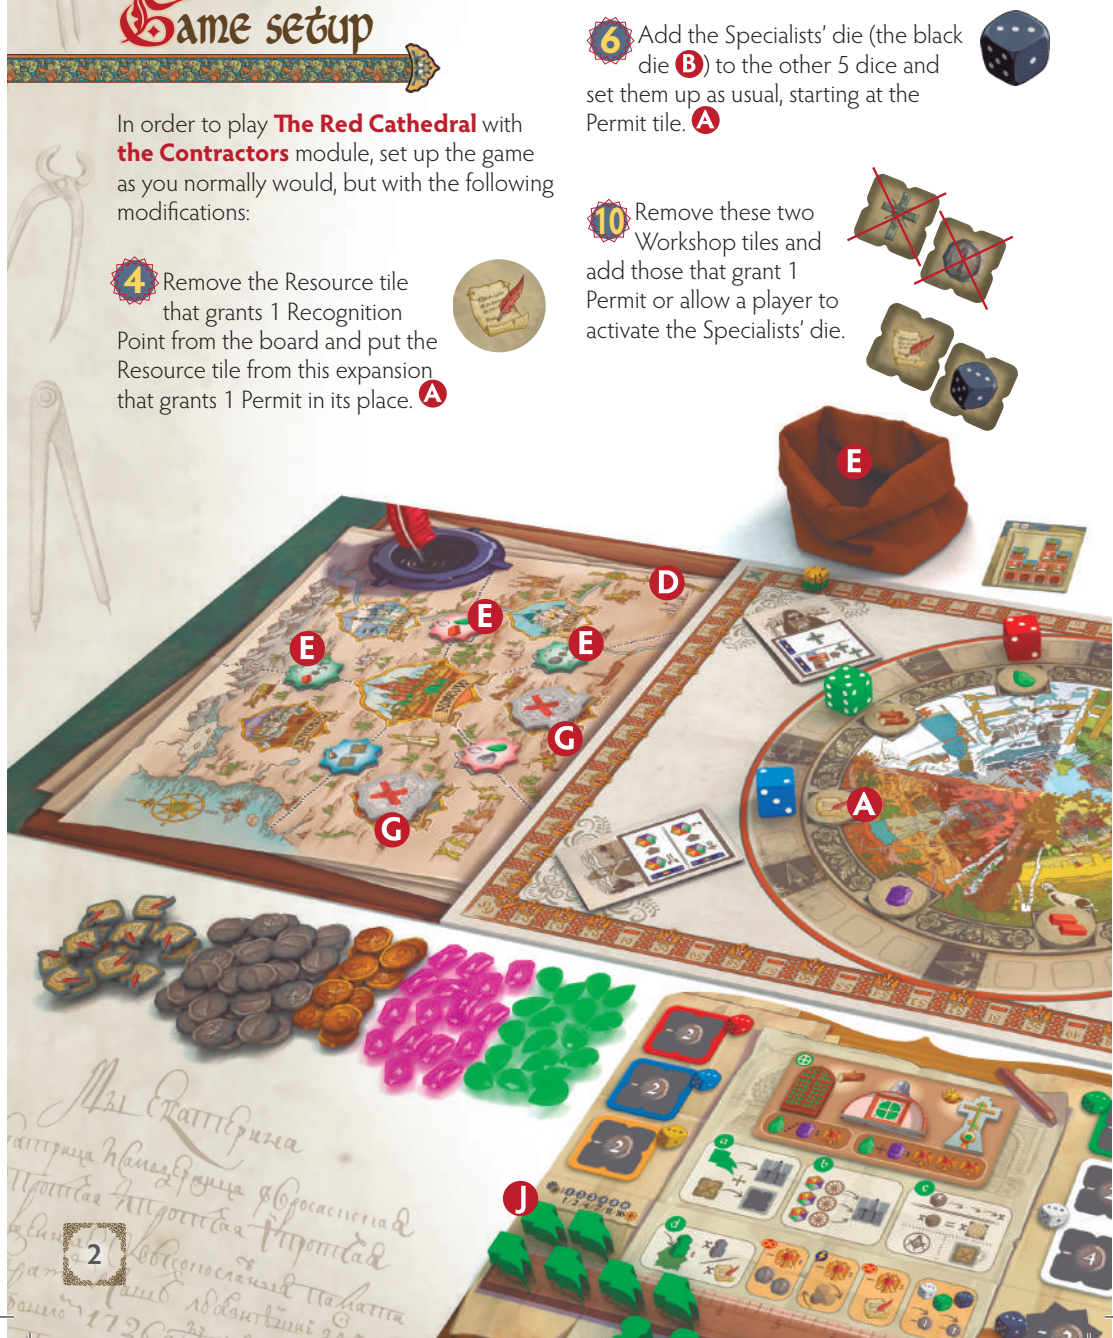 Game setup
In order to play The Red Cathedral with
the Contractors module, set up the game
as you normally would, but with the following
modifications:
4 Remove the Resource tile
that grants 1 Recognition
Point from the board and put the
Resource tile from this expansion
that grants 1 Permit in its place. A
6 Add the Specialists’ die (the black
die B) to the other 5 dice and
set them up as usual, starting at the
Permit tile. A
10 Remove these two
Workshop tiles and
add those that grant 1
Permit or allow a player to
activate the Specialists’ die.
E
D
E
E
E
G
A
G
2
2
2
a
b
c
d
J
4
2